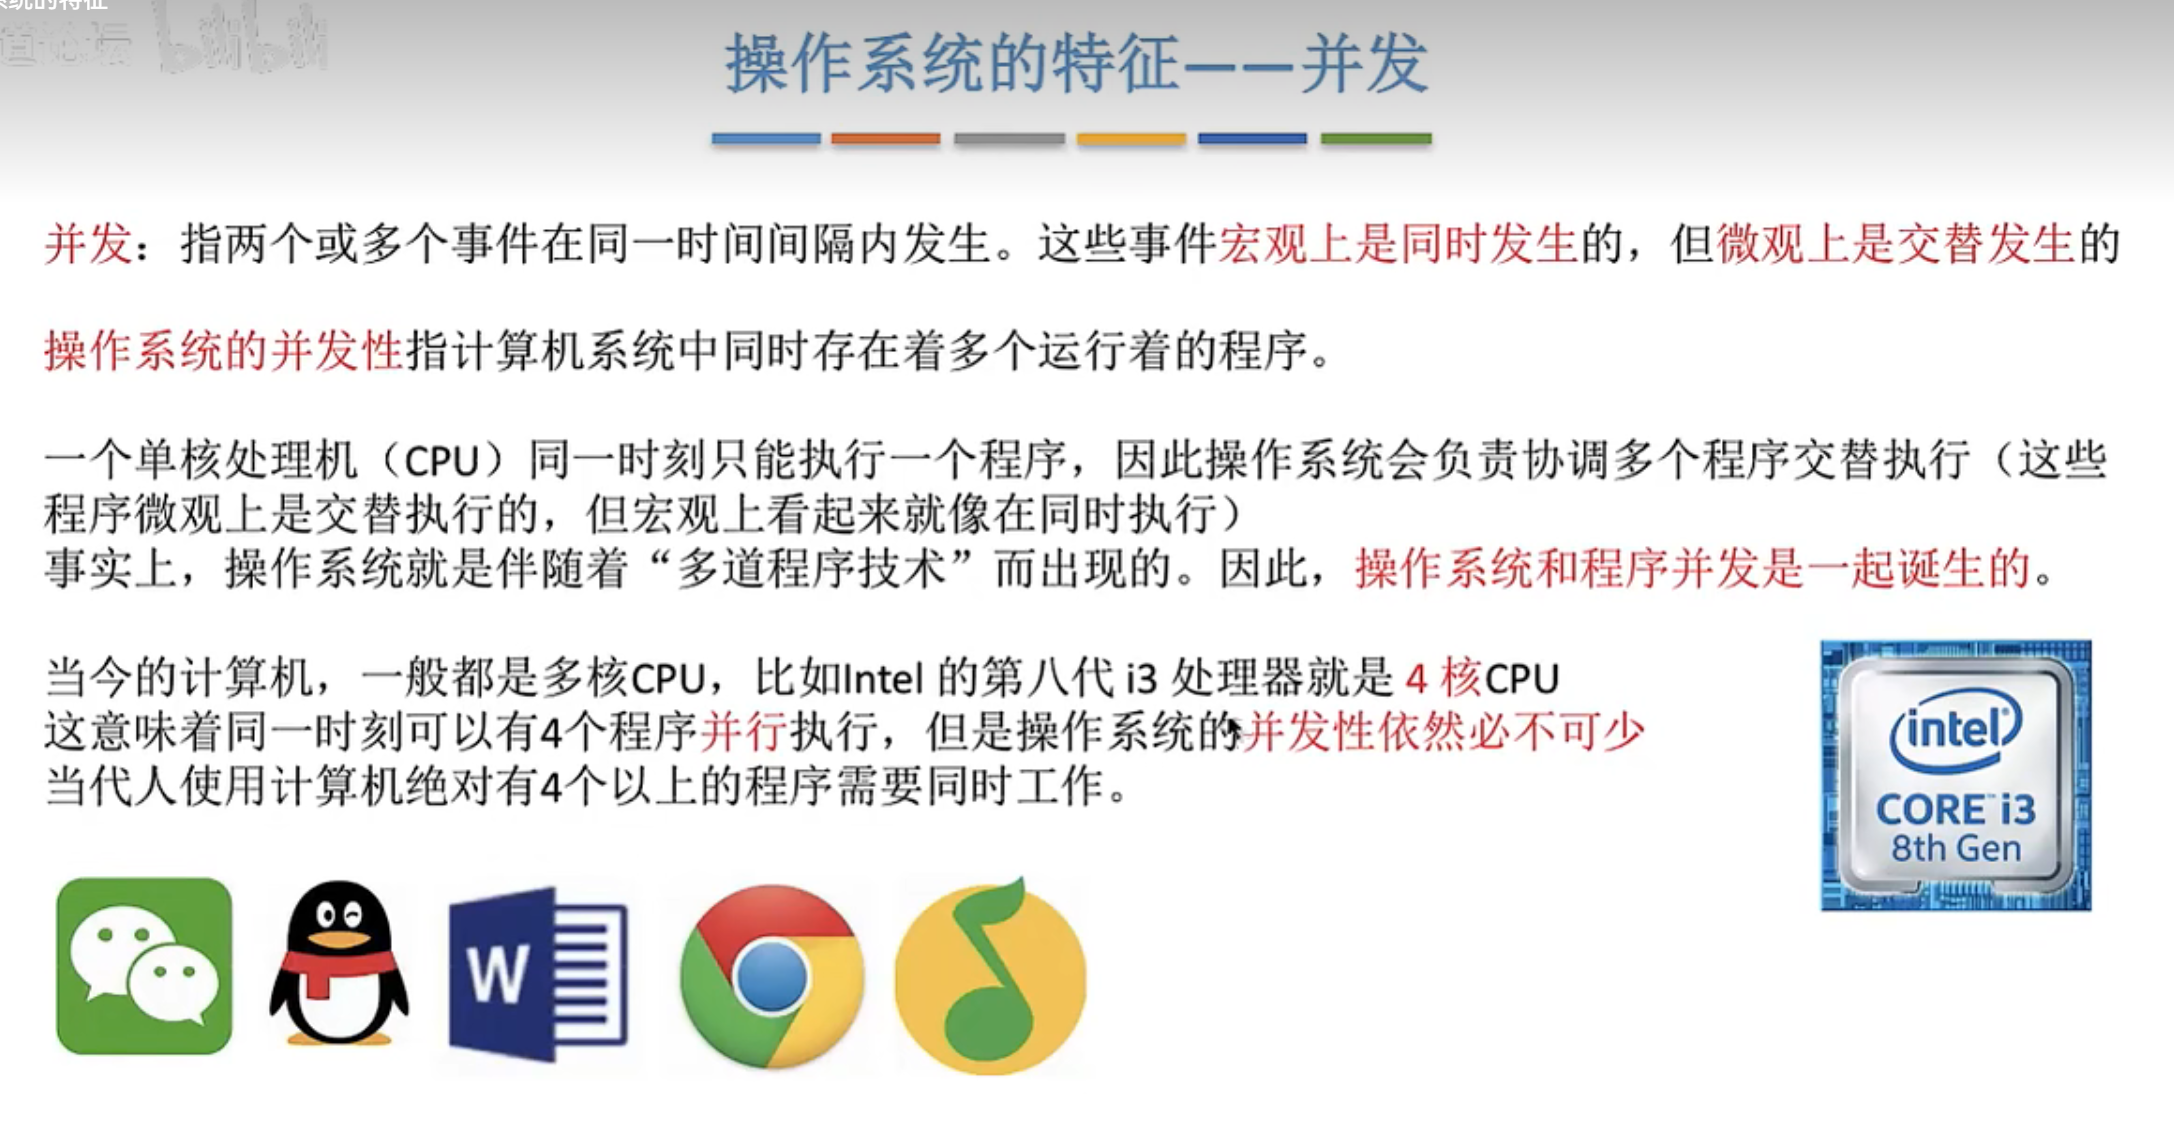 系统的特征
道论坛 bilibili
操作系统的特征——并发
并发：指两个或多个事件在同一时间间隔内发生。这些事件宏观上是同时发生的，但微观上是交替发生的
操作系统的并发性指计算机系统中同时存在着多个运行着的程序。
一个单核处理机（CPU）同一时刻只能执行一个程序，因此操作系统会负责协调多个程序交替执行（这些
程序微观上是交替执行的，但宏观上看起来就像在同时执行）
事实上，操作系统就是伴随着“多道程序技术”而出现的。因此，操作系统和程序并发是一起诞生的。
当今的计算机，一般都是多核CPU，比如Intel 的第八代 i3 处理器就是 4 核CPU
这意味着同一时刻可以有4个程序并行执行，但是操作系统的并发性依然必不可少
当代人使用计算机绝对有4个以上的程序需要同时工作。
intel®
CORE™ i3
8th Gen
W